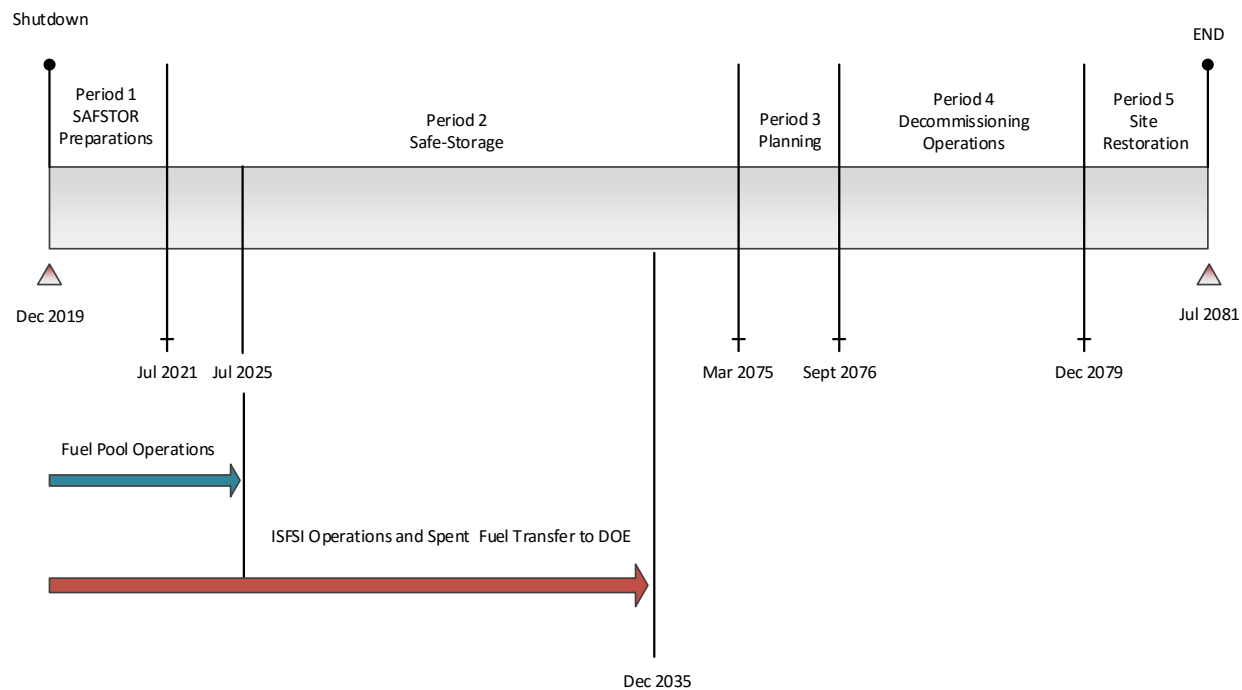 Shutdown
END
Period 1
SAFSTOR
Preparations
Period 2
Safe-Storage
Period 3
Planning
Period 4
Decommissioning
Operations
Period 5
Site
Restoration
Dec 2019
Jul 2081
Jul 2021
Jul 2025
Mar 2075
Sept 2076
Dec 2079
Fuel Pool Operations
ISFSI Operations and Spent Fuel Transfer to DOE
Dec 2035